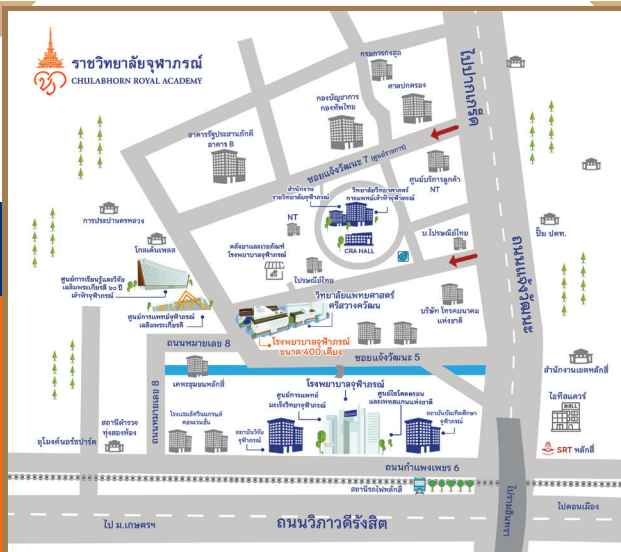 ราชวิทยาลัยจุฬาภรณ์
CHULABHORN ROYAL ACADEMY
กรมการกงสุล
ศาลปกครอง
ไปปากเกร็ด
กองบัญชาการ
กองทัพไทย
อาคารรัฐประศาสนภักดี
อาคาร B
ซอยแจ้งวัฒนะ 7 (ศูนย์ราชการ)
ศูนย์บริการลูกค้า
NT
สำนักงาน
ราชวิทยาลัยจุฬาภรณ์
วิทยาลัยวิทยาศาสตร์
การแพทย์เจ้าฟ้าจุฬาภรณ์
CRA HALL
การประปานครหลวง
NT
บ.ไปรษณีย์ไทย
ปั๊ม ปตท.
ถนนแจ้งวัฒนะ
โกลเด้นเพลส
คลังยาและเวชภัณฑ์
โรงพยาบาลจุฬาภรณ์
ไปรษณีย์ไทย
ศูนย์การเรียนรู้และวิจัย
เฉลิมพระเกียรติ ๖๐ ปี
เจ้าฟ้าจุฬาภรณ์
วิทยาลัยแพทยศาสตร์
ศรีสวางควัฒน
ศูนย์การแพทย์จุฬาภรณ์
เฉลิมพระเกียรติ
บริษัท โทรคมนาคม
แห่งชาติ
ถนนหมายเลข 8
โรงพยาบาลจุฬาภรณ์
ขนาด 400 เตียง
ซอยแจ้งวัฒนะ 5
สำนักงานเขตหลักสี่
เคหะชุมชนหลักสี่
โรงพยาบาลจุฬาภรณ์
ศูนย์การแพทย์
มะเร็งวิทยาจุฬาภรณ์
ศูนย์ไซโคลตรอน
และเพทสแกนแห่งชาติ
ไอทีสแควร์
MALL
ถนนหมายเลข 8
สถานีตำรวจ
ทุ่งสองห้อง
อุโมงค์นอร์ธปาร์ค
โรงแรมอัศวินแกรนด์
คอนเวนชั่น
สถาบันวิจัย
จุฬาภรณ์
สถาบันบัณฑิตศึกษา
จุฬาภรณ์
SRT หลักสี่
ถนนกำแพงเพชร 6
สถานีรถไฟหลักสี่
ไปรามอินทรา
ไปดอนเมือง
ไป ม.เกษตรฯ
ถนนวิภาวดีรังสิต